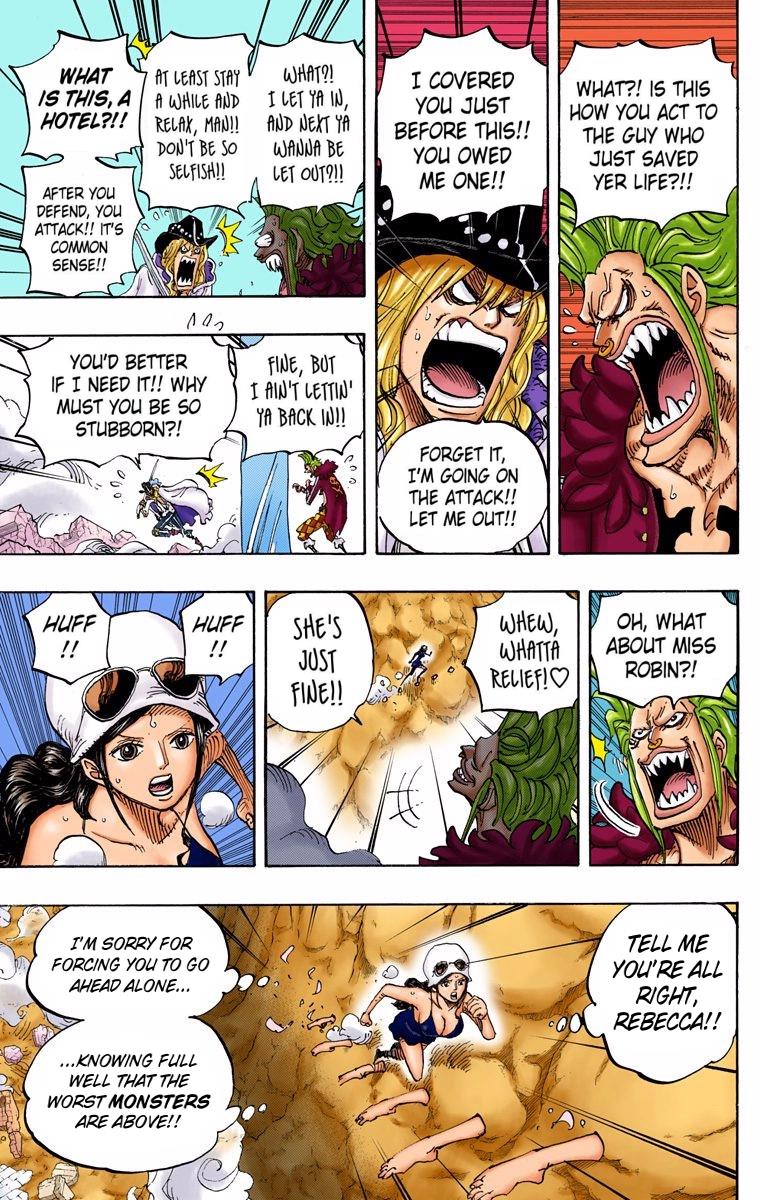 WHAT?! IS THIS
HOW YOU ACT TO
THE GUY WHO
JUST SAVED
YER LIFE?!!
I COVERED
YOU JUST
BEFORE THIS!!
YOU OWED
ME ONE!!
FORGET IT,
I'M GOING ON
THE ATTACK!!
LET ME OUT!!
WHAT?!
I LET YA IN,
AND NEXT YA
WANNA BE
LET OUT?!!
AT LEAST STAY
A WHILE AND
RELAX, MAN!!
DON'T BE SO
SELFISH!!
WHAT
IS THIS, A
HOTEL?!!
AFTER YOU
DEFEND, YOU
ATTACK!! IT'S
COMMON
SENSE!!
FINE, BUT
I AIN'T LETTIN'
YA BACK IN!!
YOU'D BETTER
IF I NEED IT!! WHY
MUST YOU BE SO
STUBBORN?!
OH, WHAT
ABOUT MISS
ROBIN?!
WHEW,
WHATTA
RELIEF!♡
SHE'S
JUST
FINE!!
HUFF
!!
HUFF
!!
TELL ME
YOU'RE ALL
RIGHT,
REBECCA!!
I'M SORRY FOR
FORCING YOU TO GO
AHEAD ALONE...
...KNOWING FULL
WELL THAT THE
WORST MONSTERS
ARE ABOVE!!